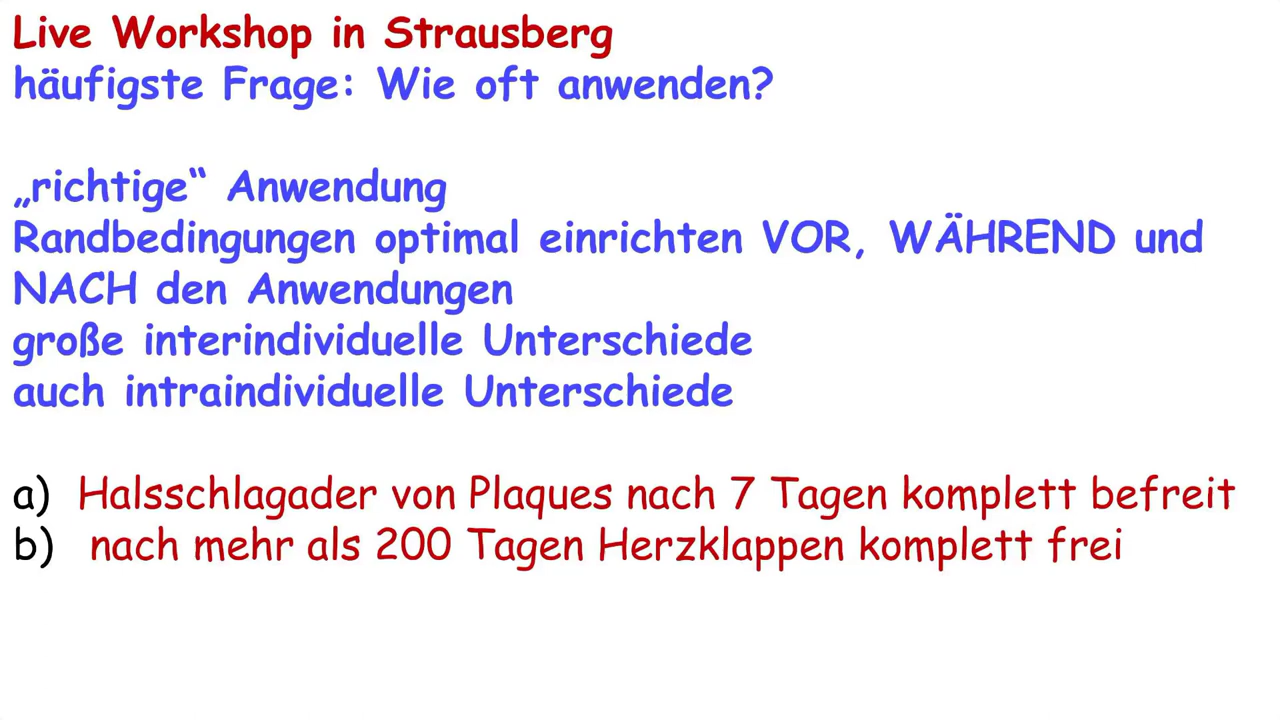 Live Workshop in Strausberg
häufigste Frage: Wie oft anwenden?
„richtige“ Anwendung
Randbedingungen optimal einrichten VOR, WÄHREND und
NACH den Anwendungen
große interindividuelle Unterschiede
auch intraindividuelle Unterschiede
a) Halsschlagader von Plaques nach 7 Tagen komplett befreit
b) nach mehr als 200 Tagen Herzklappen komplett frei